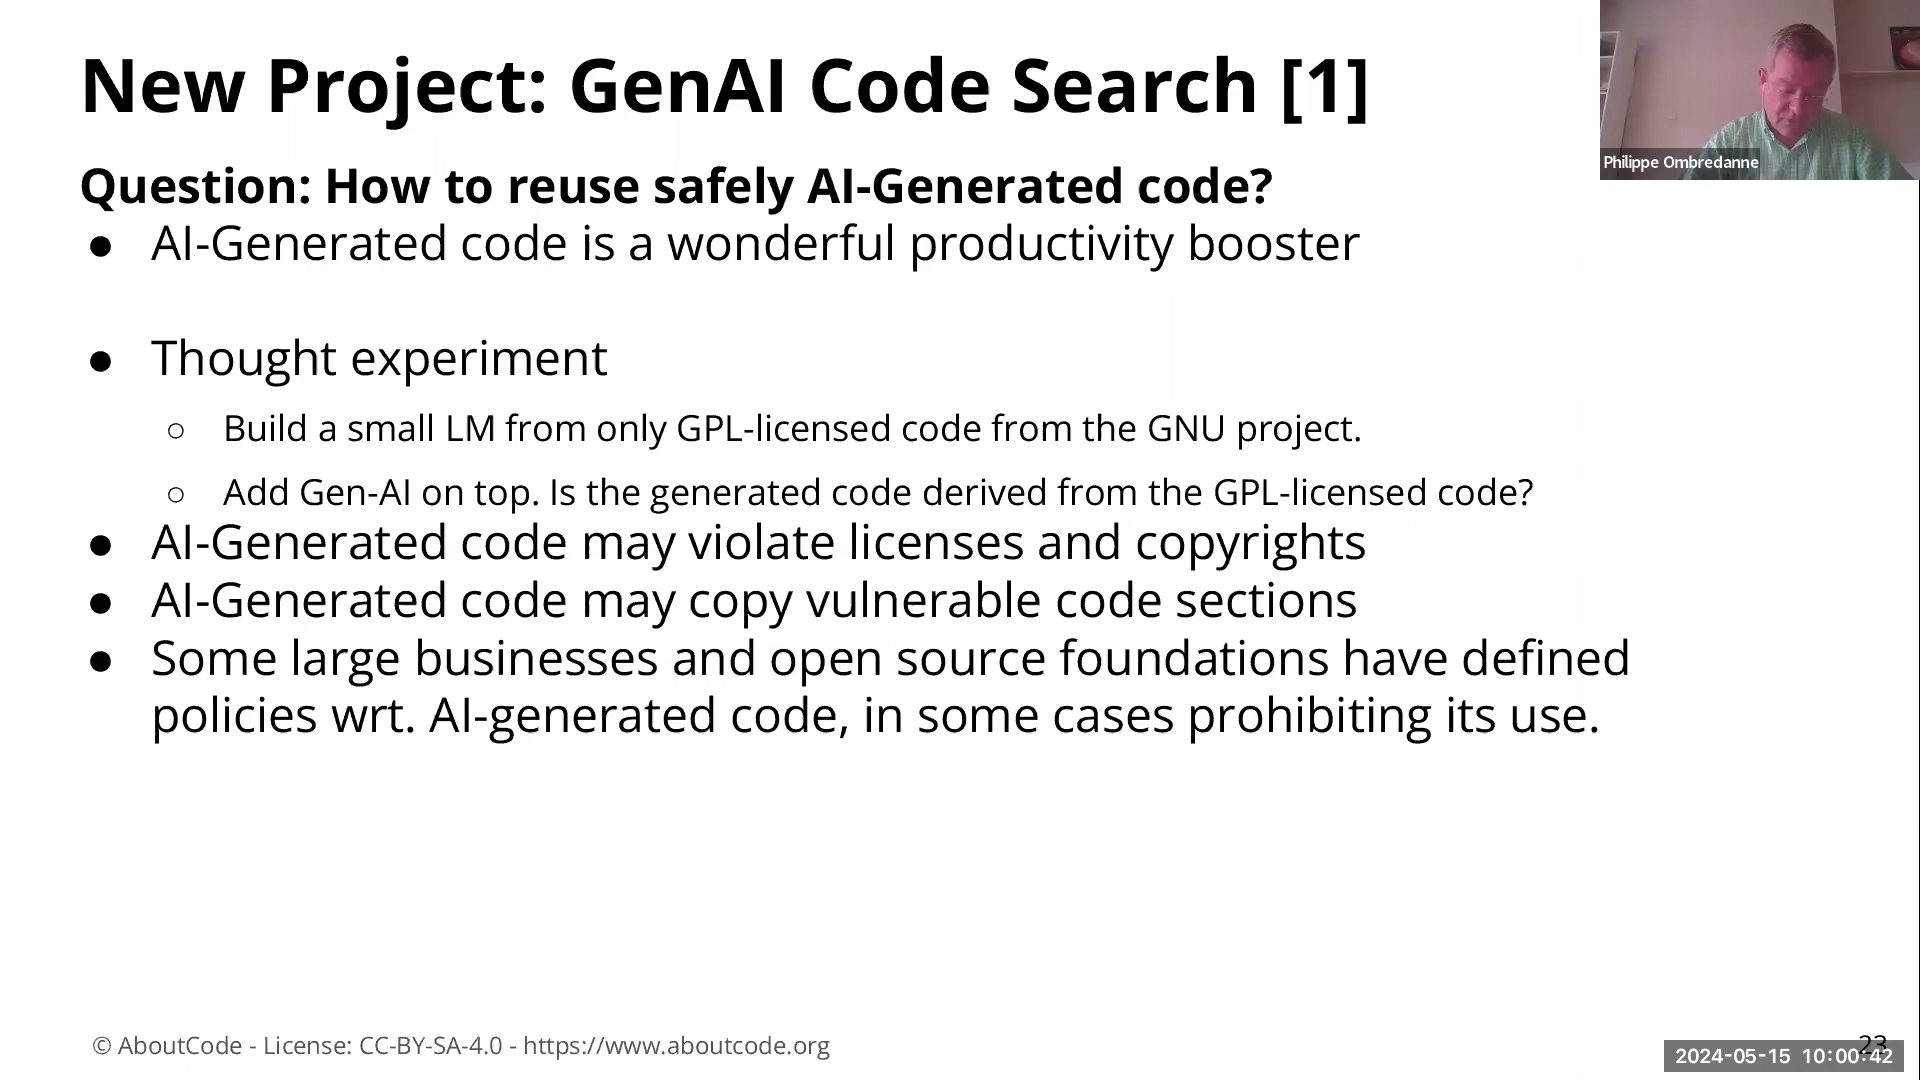 New Project: GenAI Code Search [1]
Philippe Ombredanne
Question: How to reuse safely AI-Generated code?
● AI-Generated code is a wonderful productivity booster
● Thought experiment
○ Build a small LM from only GPL-licensed code from the GNU project.
○ Add Gen-AI on top. Is the generated code derived from the GPL-licensed code?
● AI-Generated code may violate licenses and copyrights
● AI-Generated code may copy vulnerable code sections
● Some large businesses and open source foundations have defined
policies wrt. AI-generated code, in some cases prohibiting its use.
© AboutCode - License: CC-BY-SA-4.0 - https://www.aboutcode.org
23
2024-05-15 10:00:42